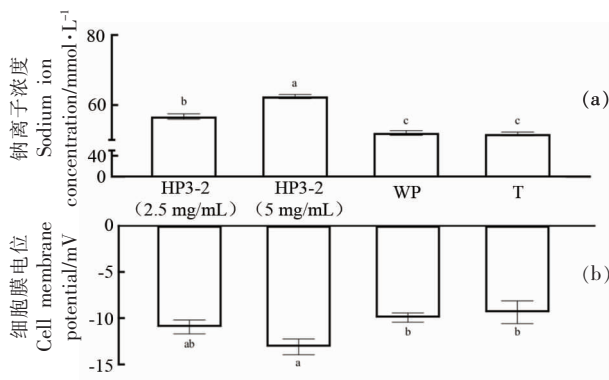 钠离子浓度
Sodium ion
concentration/mmol·L⁻¹
80
60
40
0
b
a
c
c
(a)
HP3-2
(2.5 mg/mL)
HP3-2
(5 mg/mL)
WP
T
细胞膜电位
Cell membrane
potential/mV
0
-5
-10
-15
ab
a
b
b
(b)